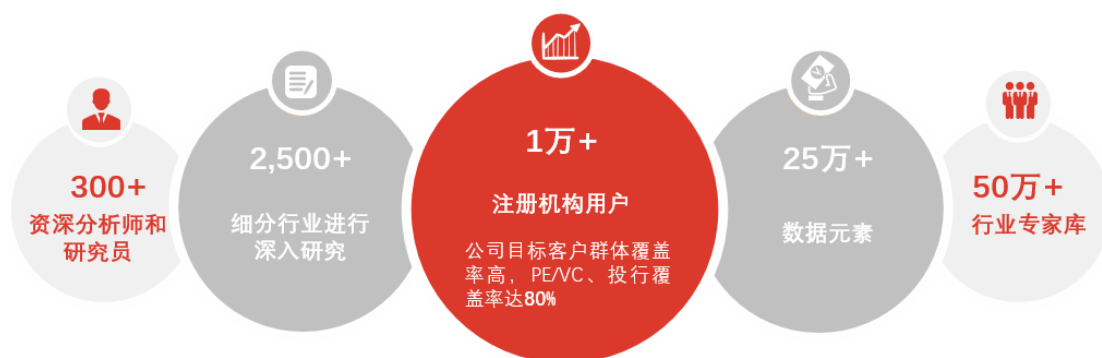 300+
资深分析师和
研究员
2,500+
细分行业进行
深入研究
1万+
注册机构用户
公司目标客户群体覆盖
率高，PE/VC、投行覆
盖率达80%
25万+
数据元素
50万+
行业专家库